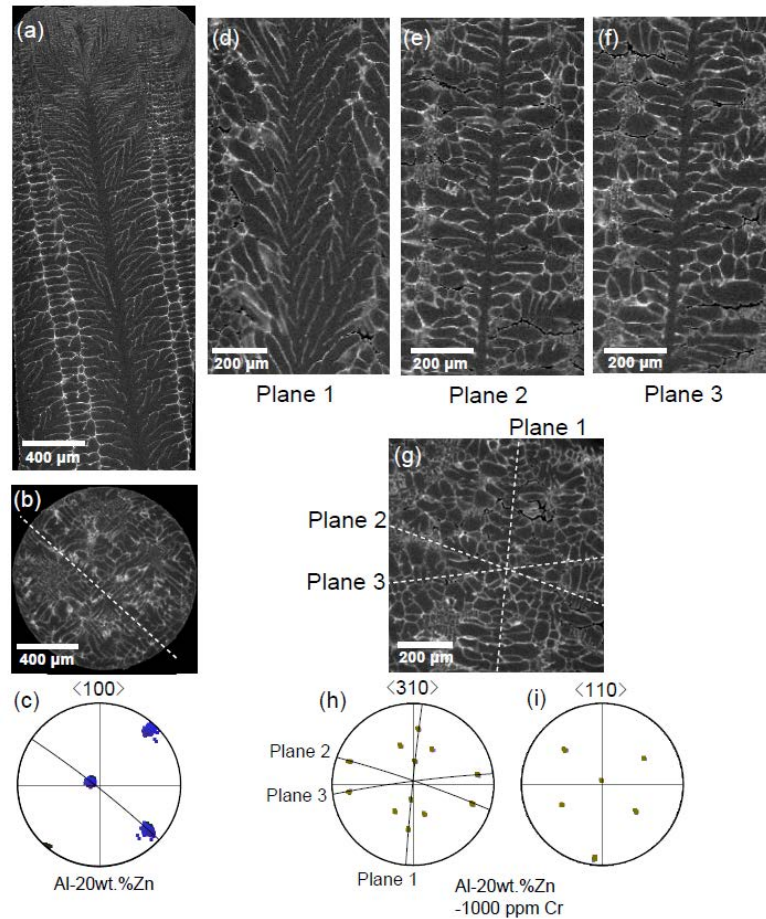 (a)
400 μm
(b)
400 μm
(c)
⟨100⟩
Al-20wt.%Zn
(d)
200 μm
Plane 1
(e)
200 μm
Plane 2
(f)
200 μm
Plane 3
Plane 1
(g)
Plane 2
Plane 3
200 μm
(h)
⟨310⟩
Plane 2
Plane 3
Plane 1
(i)
⟨110⟩
Al-20wt.%Zn
-1000 ppm Cr